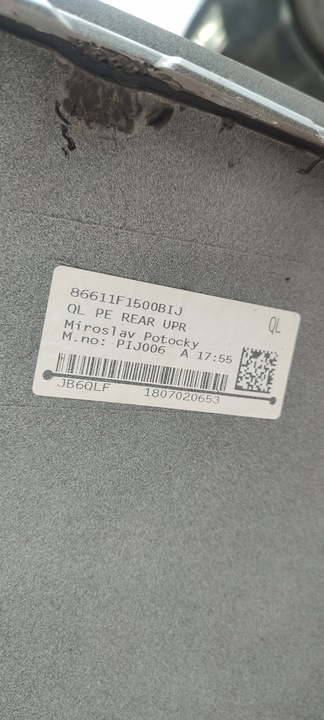 86611F1500BIJ
QL PE REAR UPR QL
Miroslav Potocky
M.no: PIJ006 A 17:55
JB6QLF 1807020653